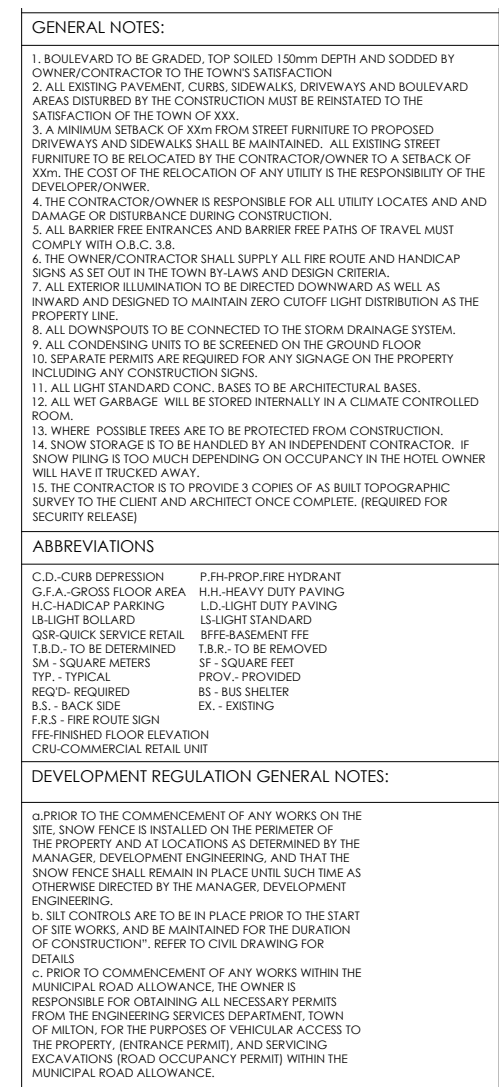 GENERAL NOTES:
1. BOULEVARD TO BE GRADED, TOP SOILED 150mm DEPTH AND SODDED BY
OWNER/CONTRACTOR TO THE TOWN'S SATISFACTION
2. ALL EXISTING PAVEMENT, CURBS, SIDEWALKS, DRIVEWAYS AND BOULEVARD
AREAS DISTURBED BY THE CONSTRUCTION MUST BE REINSTATED TO THE
SATISFACTION OF THE TOWN OF XXX.
3. A MINIMUM SETBACK OF XXm FROM STREET FURNITURE TO PROPOSED
DRIVEWAYS AND SIDEWALKS SHALL BE MAINTAINED. ALL EXISTING STREET
FURNITURE TO BE RELOCATED BY THE CONTRACTOR/OWNER TO A SETBACK OF
XXm. THE COST OF THE RELOCATION OF ANY UTILITY IS THE RESPONSIBILITY OF THE
DEVELOPER/ONWER.
4. THE CONTRACTOR/OWNER IS RESPONSIBLE FOR ALL UTILITY LOCATES AND AND
DAMAGE OR DISTURBANCE DURING CONSTRUCTION.
5. ALL BARRIER FREE ENTRANCES AND BARRIER FREE PATHS OF TRAVEL MUST
COMPLY WITH O.B.C. 3.8.
6. THE OWNER/CONTRACTOR SHALL SUPPLY ALL FIRE ROUTE AND HANDICAP
SIGNS AS SET OUT IN THE TOWN BY-LAWS AND DESIGN CRITERIA.
7. ALL EXTERIOR ILLUMINATION TO BE DIRECTED DOWNWARD AS WELL AS
INWARD AND DESIGNED TO MAINTAIN ZERO CUTOFF LIGHT DISTRIBUTION AS THE
PROPERTY LINE.
8. ALL DOWNSPOUTS TO BE CONNECTED TO THE STORM DRAINAGE SYSTEM.
9. ALL CONDENSING UNITS TO BE SCREENED ON THE GROUND FLOOR
10. SEPARATE PERMITS ARE REQUIRED FOR ANY SIGNAGE ON THE PROPERTY
INCLUDING ANY CONSTRUCTION SIGNS.
11. ALL LIGHT STANDARD CONC. BASES TO BE ARCHITECTURAL BASES.
12. ALL WET GARBAGE WILL BE STORED INTERNALLY IN A CLIMATE CONTROLLED
ROOM.
13. WHERE POSSIBLE TREES ARE TO BE PROTECTED FROM CONSTRUCTION.
14. SNOW STORAGE IS TO BE HANDLED BY AN INDEPENDENT CONTRACTOR. IF
SNOW PILING IS TOO MUCH DEPENDING ON OCCUPANCY IN THE HOTEL OWNER
WILL HAVE IT TRUCKED AWAY.
15. THE CONTRACTOR IS TO PROVIDE 3 COPIES OF AS BUILT TOPOGRAPHIC
SURVEY TO THE CLIENT AND ARCHITECT ONCE COMPLETE. (REQUIRED FOR
SECURITY RELEASE)
ABBREVIATIONS
C.D.-CURB DEPRESSION P.FH-PROP.FIRE HYDRANT
G.F.A.-GROSS FLOOR AREA H.H.-HEAVY DUTY PAVING
H.C-HADICAP PARKING L.D.-LIGHT DUTY PAVING
LB-LIGHT BOLLARD LS-LIGHT STANDARD
QSR-QUICK SERVICE RETAIL BFFE-BASEMENT FFE
T.B.D.- TO BE DETERMINED T.B.R.- TO BE REMOVED
SM - SQUARE METERS SF - SQUARE FEET
TYP. - TYPICAL PROV.- PROVIDED
REQ'D- REQUIRED BS - BUS SHELTER
B.S. - BACK SIDE EX. - EXISTING
F.R.S - FIRE ROUTE SIGN
FFE-FINISHED FLOOR ELEVATION
CRU-COMMERCIAL RETAIL UNIT
DEVELOPMENT REGULATION GENERAL NOTES:
a.PRIOR TO THE COMMENCEMENT OF ANY WORKS ON THE
SITE, SNOW FENCE IS INSTALLED ON THE PERIMETER OF
THE PROPERTY AND AT LOCATIONS AS DETERMINED BY THE
MANAGER, DEVELOPMENT ENGINEERING, AND THAT THE
SNOW FENCE SHALL REMAIN IN PLACE UNTIL SUCH TIME AS
OTHERWISE DIRECTED BY THE MANAGER, DEVELOPMENT
ENGINEERING.
b. SILT CONTROLS ARE TO BE IN PLACE PRIOR TO THE START
OF SITE WORKS, AND BE MAINTAINED FOR THE DURATION
OF CONSTRUCTION”. REFER TO CIVIL DRAWING FOR
DETAILS
c. PRIOR TO COMMENCEMENT OF ANY WORKS WITHIN THE
MUNICIPAL ROAD ALLOWANCE, THE OWNER IS
RESPONSIBLE FOR OBTAINING ALL NECESSARY PERMITS
FROM THE ENGINEERING SERVICES DEPARTMENT, TOWN
OF MILTON, FOR THE PURPOSES OF VEHICULAR ACCESS TO
THE PROPERTY, (ENTRANCE PERMIT), AND SERVICING
EXCAVATIONS (ROAD OCCUPANCY PERMIT) WITHIN THE
MUNICIPAL ROAD ALLOWANCE.